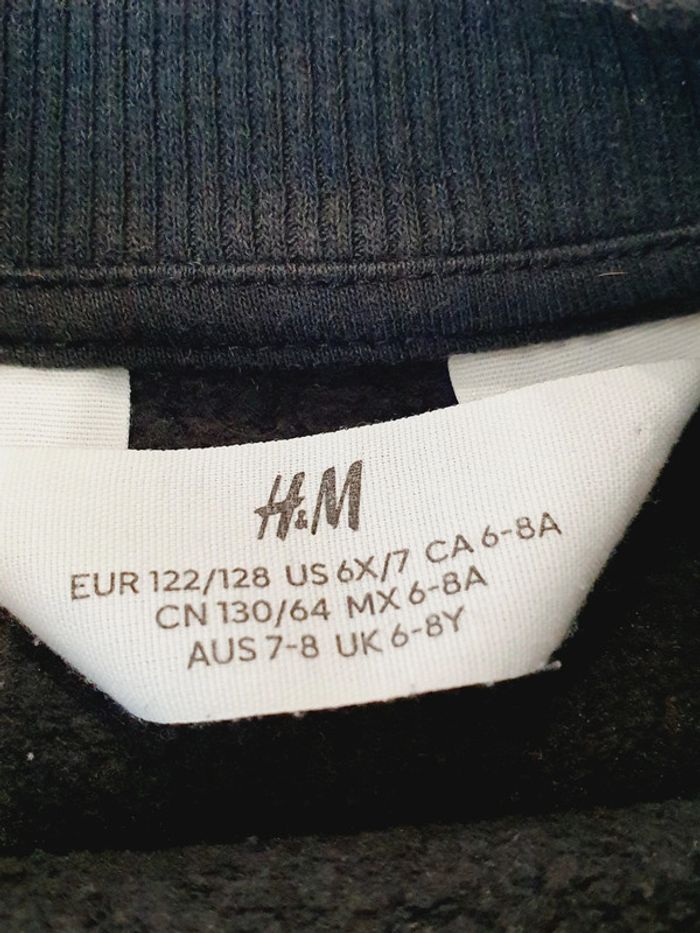 H&M
EUR 122/128 US 6X/7 CA 6-8A
CN 130/64 MX 6-8A
AUS 7-8 UK 6-8Y